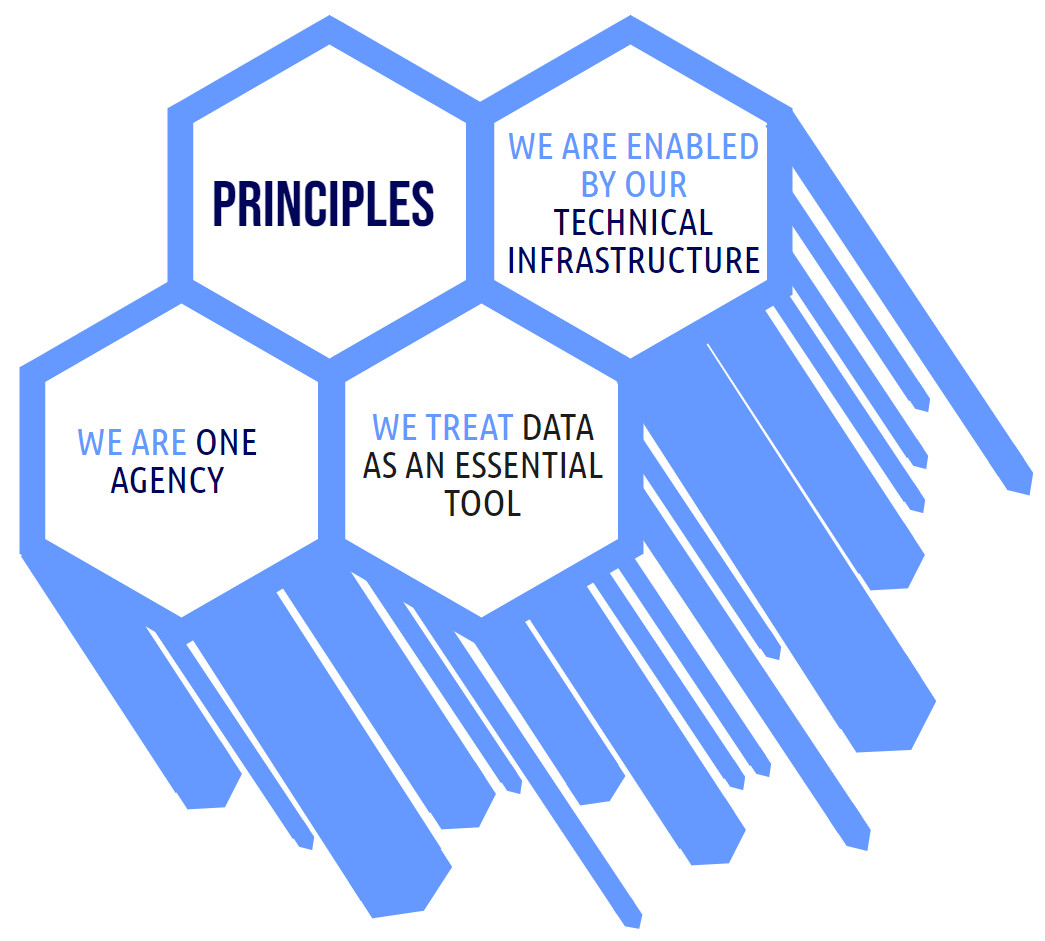 PRINCIPLES
WE ARE ENABLED
BY OUR
TECHNICAL
INFRASTRUCTURE
WE ARE ONE
AGENCY
WE TREAT DATA
AS AN ESSENTIAL
TOOL